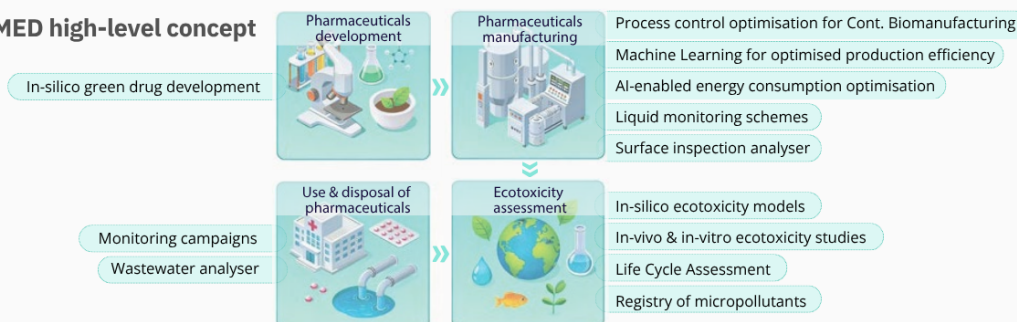 MED high-level concept
Pharmaceuticals
development
In-silico green drug development
Pharmaceuticals
manufacturing
Process control optimisation for Cont. Biomanufacturing
Machine Learning for optimised production efficiency
AI-enabled energy consumption optimisation
Liquid monitoring schemes
Surface inspection analyser
Use & disposal of
pharmaceuticals
Monitoring campaigns
Wastewater analyser
Ecotoxicity
assessment
In-silico ecotoxicity models
In-vivo & in-vitro ecotoxicity studies
Life Cycle Assessment
Registry of micropollutants